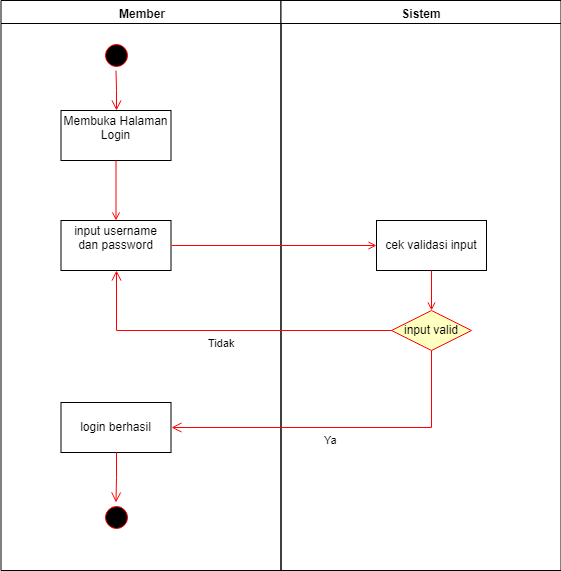 Member
Sistem
Membuka Halaman
Login
input username
dan password
cek validasi input
input valid
Tidak
login berhasil
Ya